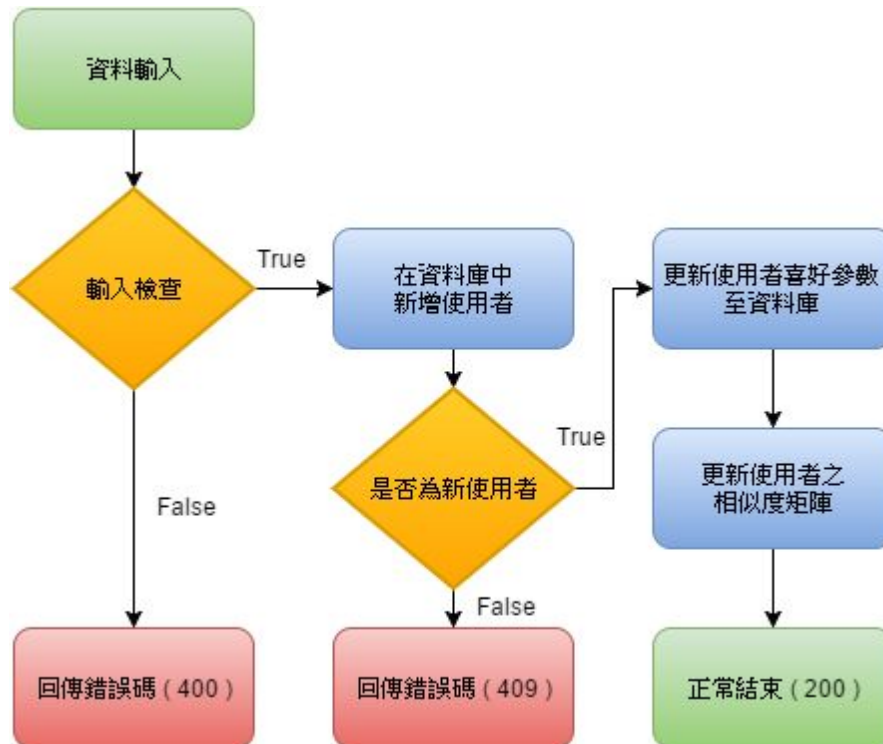 資料輸入
輸入檢查
True
在資料庫中
新增使用者
更新使用者喜好參數
至資料庫
是否為新使用者
True
更新使用者之
相似度矩陣
False
False
回傳錯誤碼 ( 400 )
回傳錯誤碼 ( 409 )
正常結束 ( 200 )